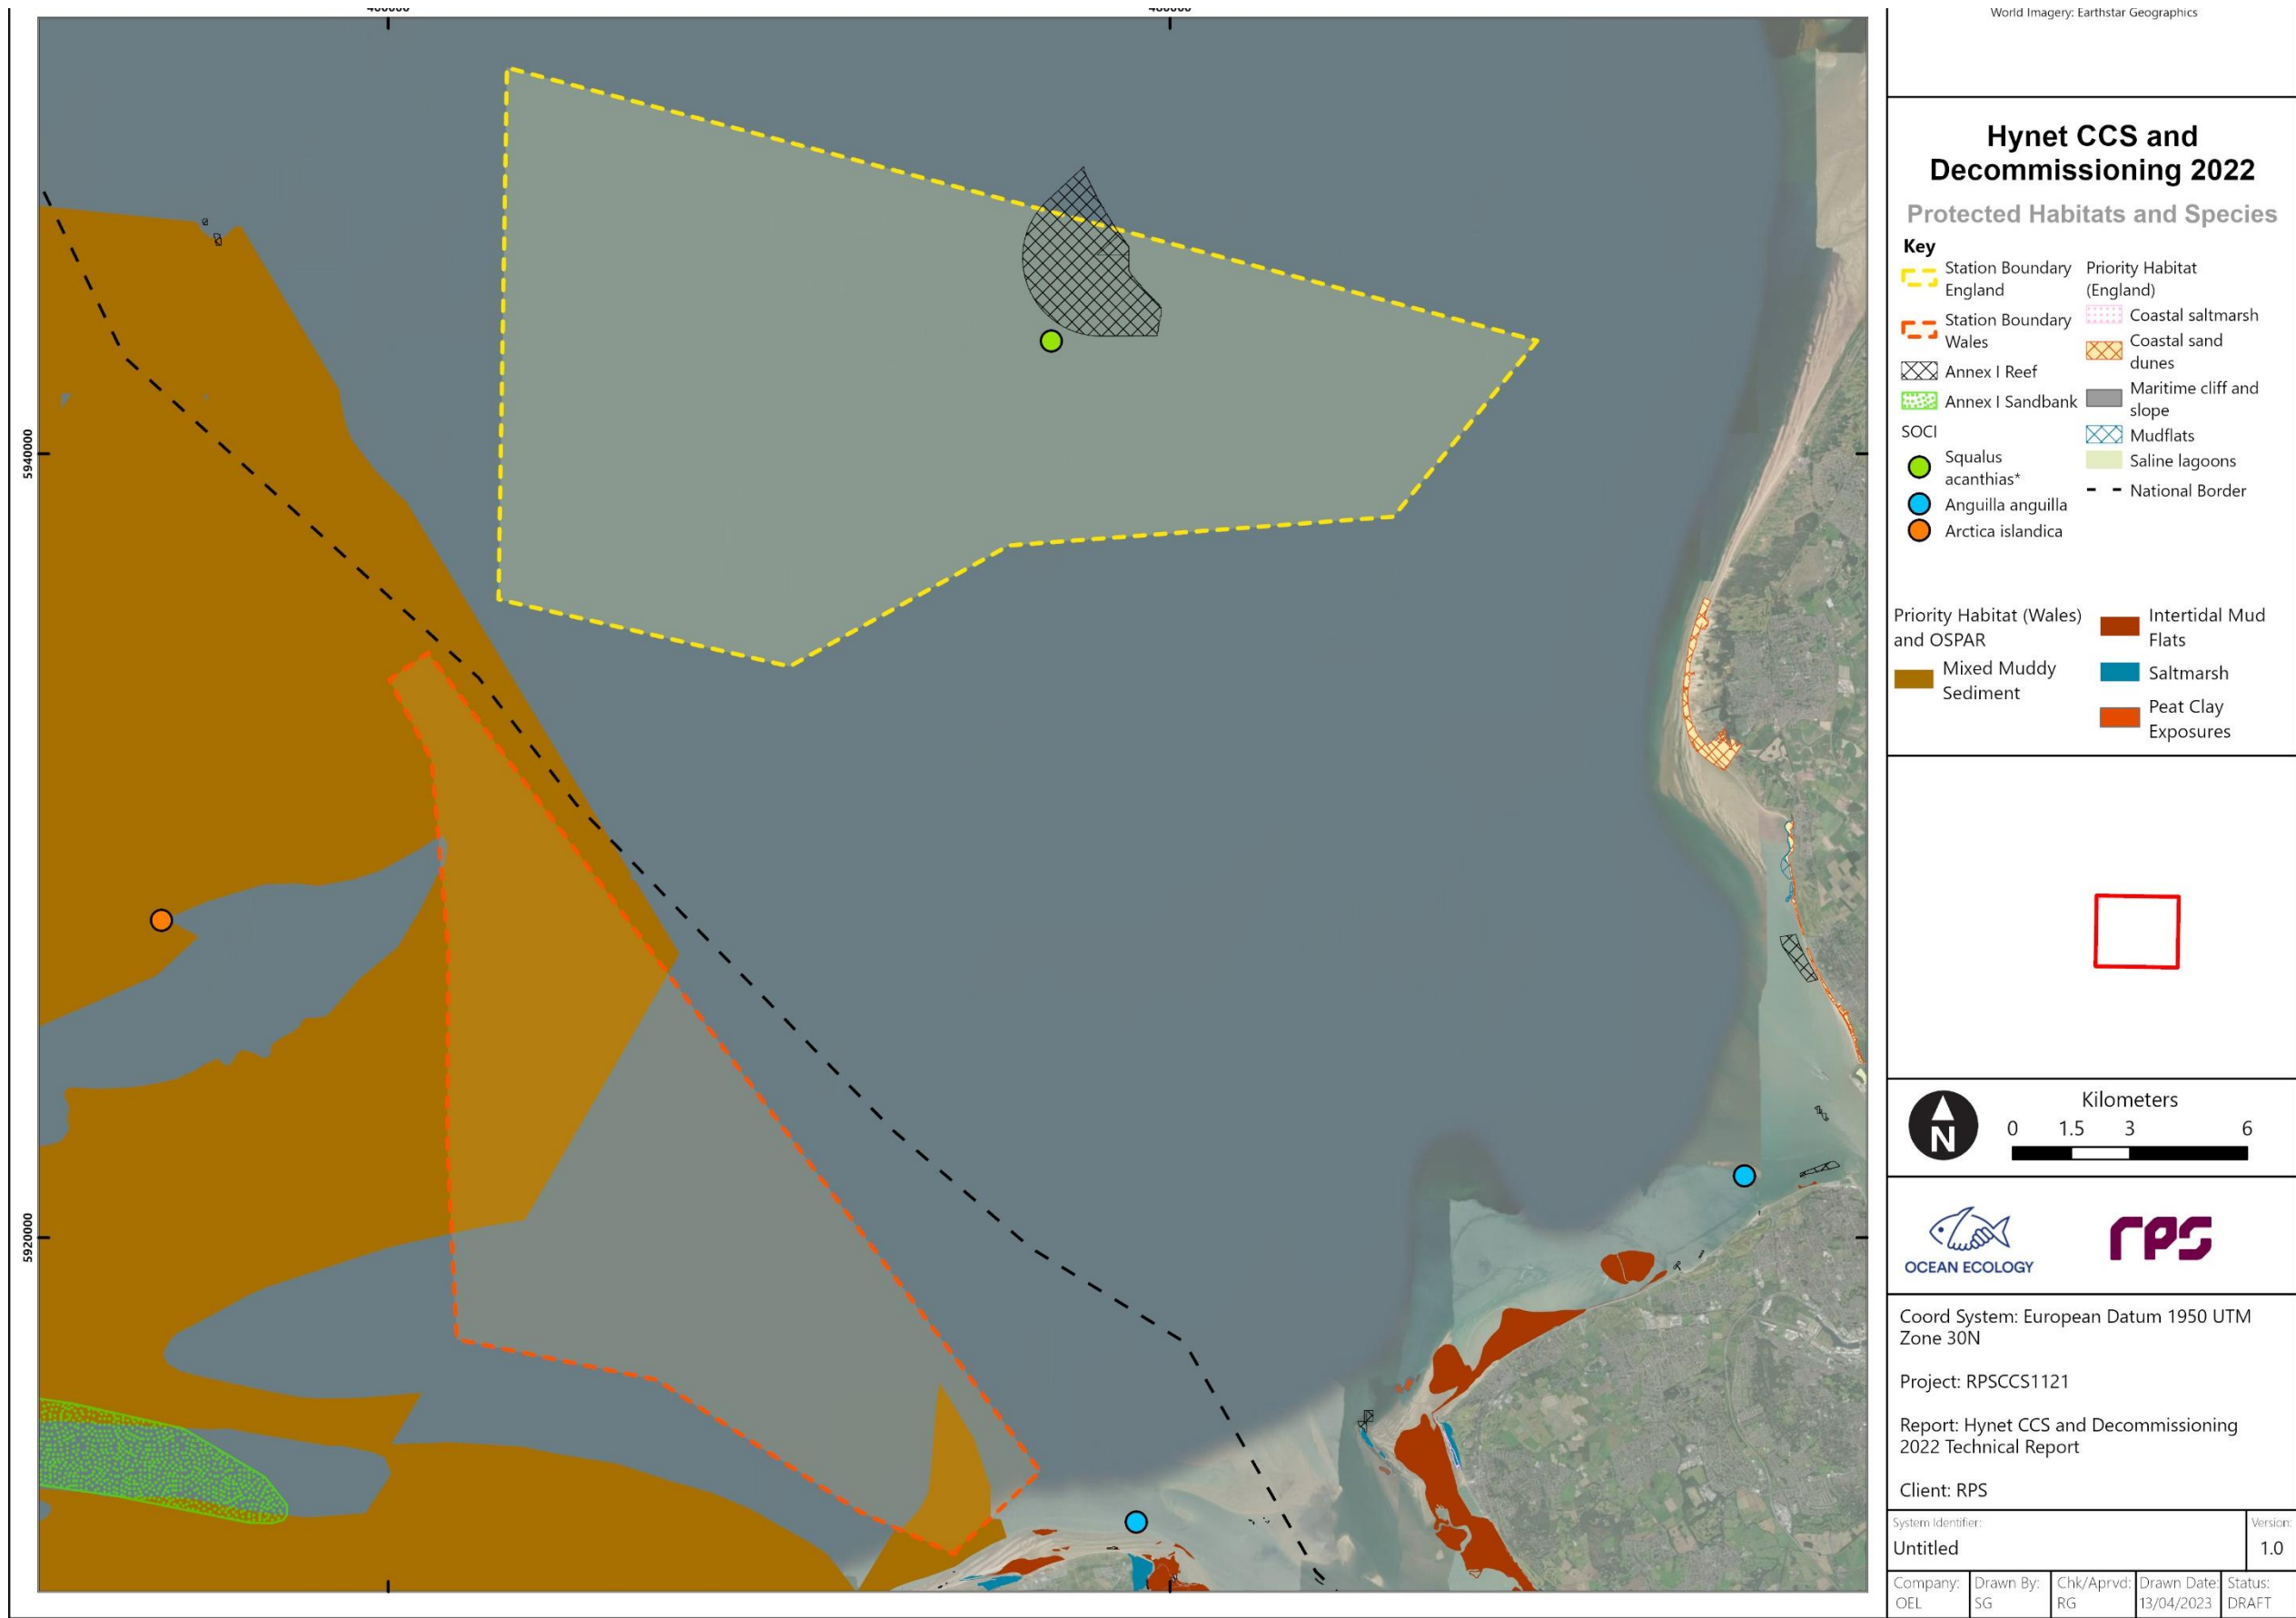 World Imagery: Earthstar Geographics
Hynet CCS and
Decommissioning 2022
Protected Habitats and Species
Key
Station Boundary
England
Station Boundary
Wales
Annex I Reef
Annex I Sandbank
SOCI
Squalus
acanthias*
Anguilla anguilla
Arctica islandica
Priority Habitat
(England)
Coastal saltmarsh
Coastal sand
dunes
Maritime cliff and
slope
Mudflats
Saline lagoons
National Border
Priority Habitat (Wales)
and OSPAR
Mixed Muddy
Sediment
Intertidal Mud
Flats
Saltmarsh
Peat Clay
Exposures
Kilometers
0 1.5 3 6
N
OCEAN ECOLOGY
rps
Coord System: European Datum 1950 UTM
Zone 30N
Project: RPSCCS1121
Report: Hynet CCS and Decommissioning
2022 Technical Report
Client: RPS
System Identifier:
Untitled
Version:
1.0
Company:
OEL
Drawn By:
SG
Chk/Aprvd:
RG
Drawn Date:
13/04/2023
Status:
DRAFT
5940000
5920000